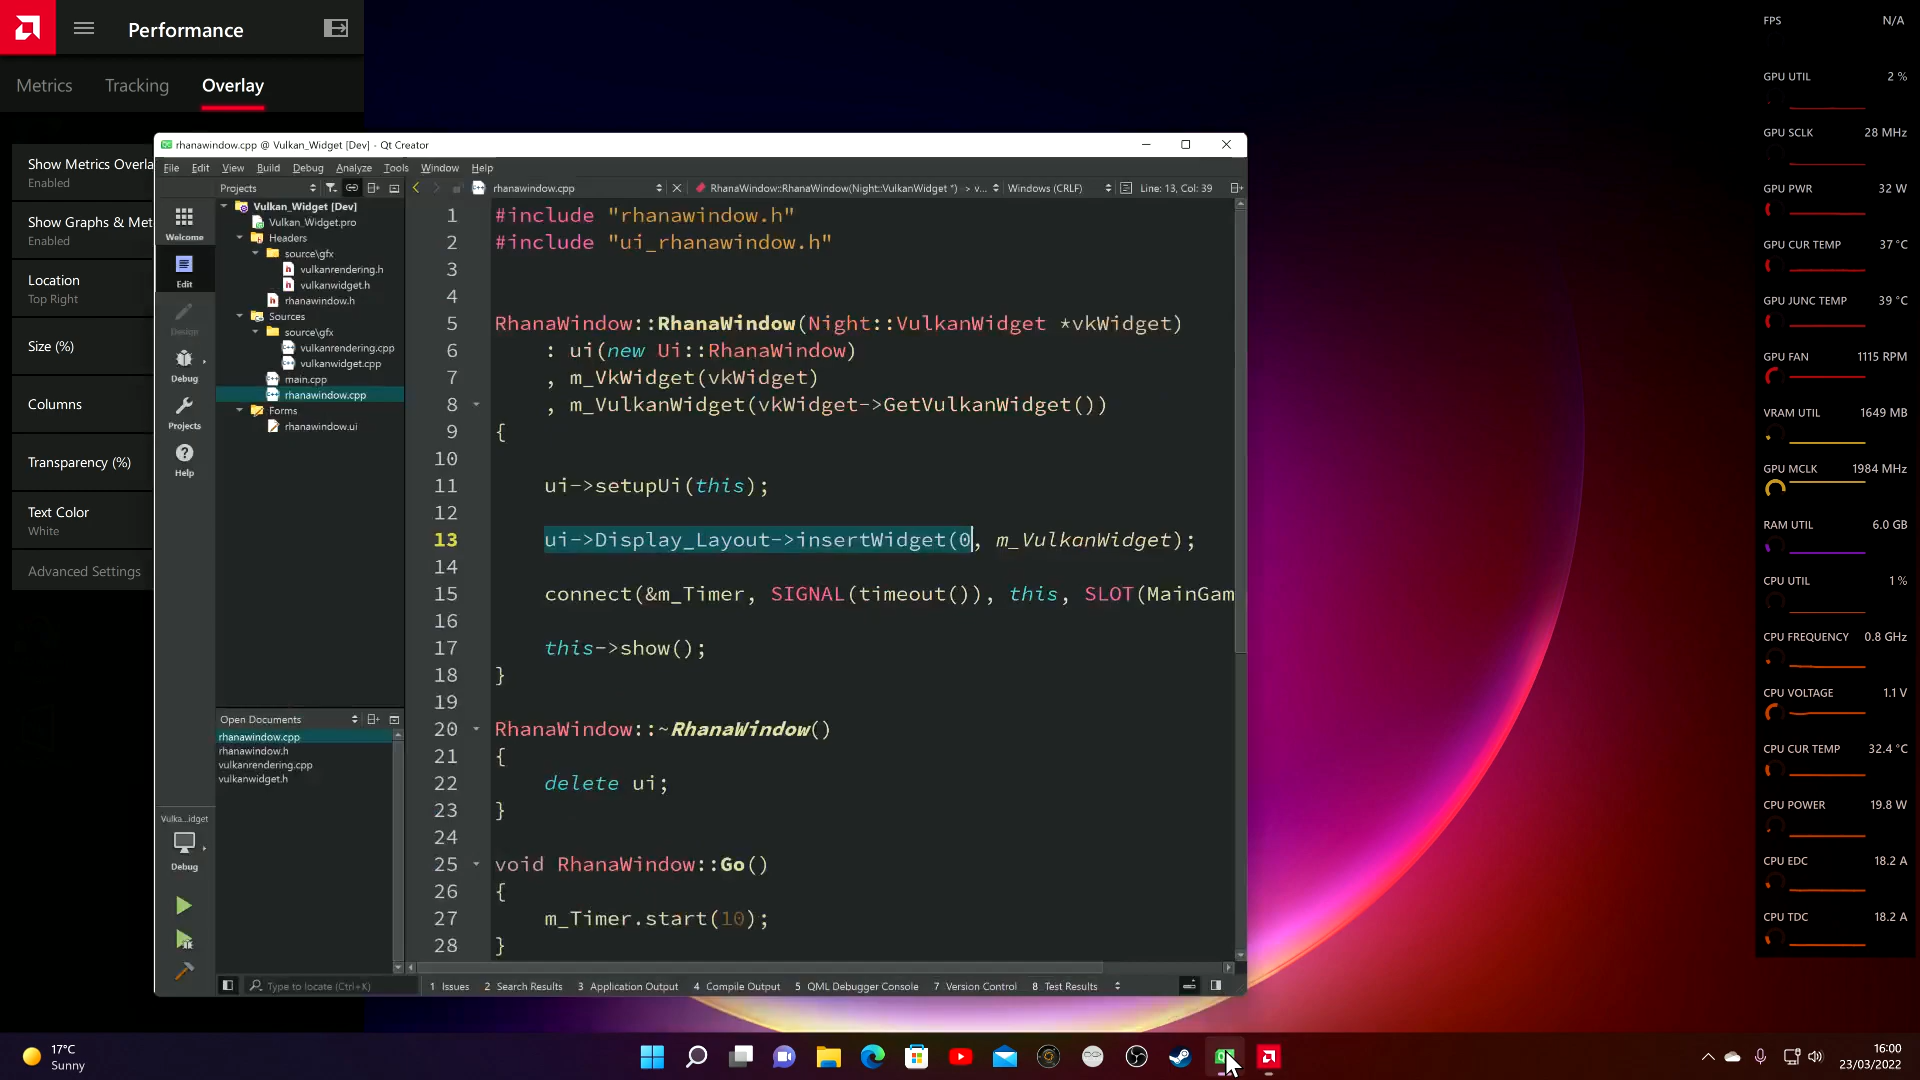 Performance
Metrics Tracking Overlay
Show Metrics Overla
Enabled
Show Graphs & Met
Enabled
Location
Top Right
Size (%)
Columns
Transparency (%)
Text Color
White
Advanced Settings
rhanawindow.cpp @ Vulkan_Widget [Dev] - Qt Creator
File Edit View Build Debug Analyze Tools Window Help
Projects
rhanawindow.cpp
RhanaWindow::RhanaWindow(Night::VulkanWidget *) -> v...
Windows (CRLF)
Line: 13, Col: 39
Welcome
Edit
Design
Debug
Projects
Help
Vulkan_Widget [Dev]
Vulkan_Widget.pro
Headers
source\gfx
vulkanrendering.h
vulkanwidget.h
rhanawindow.h
Sources
source\gfx
vulkanrendering.cpp
vulkanwidget.cpp
main.cpp
rhanawindow.cpp
Forms
rhanawindow.ui
Open Documents
rhanawindow.cpp
rhanawindow.h
vulkanrendering.cpp
vulkanwidget.h
Vulka...idget
Debug
1 #include "rhanawindow.h"
2 #include "ui_rhanawindow.h"
3
4
5 RhanaWindow::RhanaWindow(Night::VulkanWidget *vkWidget)
6 : ui(new Ui::RhanaWindow)
7 , m_VkWidget(vkWidget)
8 , m_VulkanWidget(vkWidget->GetVulkanWidget())
9 {
10
11 ui->setupUi(this);
12
13 ui->Display_Layout->insertWidget(0, m_VulkanWidget);
14
15 connect(&m_Timer, SIGNAL(timeout()), this, SLOT(MainGam
16
17 this->show();
18 }
19
20 RhanaWindow::~RhanaWindow()
21 {
22 delete ui;
23 }
24
25 void RhanaWindow::Go()
26 {
27 m_Timer.start(10);
28 }
Type to locate (Ctrl+K)
1 Issues 2 Search Results 3 Application Output 4 Compile Output 5 QML Debugger Console 7 Version Control 8 Test Results
FPS N/A
GPU UTIL 2 %
GPU SCLK 28 MHz
GPU PWR 32 W
GPU CUR TEMP 37 °C
GPU JUNC TEMP 39 °C
GPU FAN 1115 RPM
VRAM UTIL 1649 MB
GPU MCLK 1984 MHz
RAM UTIL 6.0 GB
CPU UTIL 1 %
CPU FREQUENCY 0.8 GHz
CPU VOLTAGE 1.1 V
CPU CUR TEMP 32.4 °C
CPU POWER 19.8 W
CPU EDC 18.2 A
CPU TDC 18.2 A
17°C
Sunny
16:00
23/03/2022